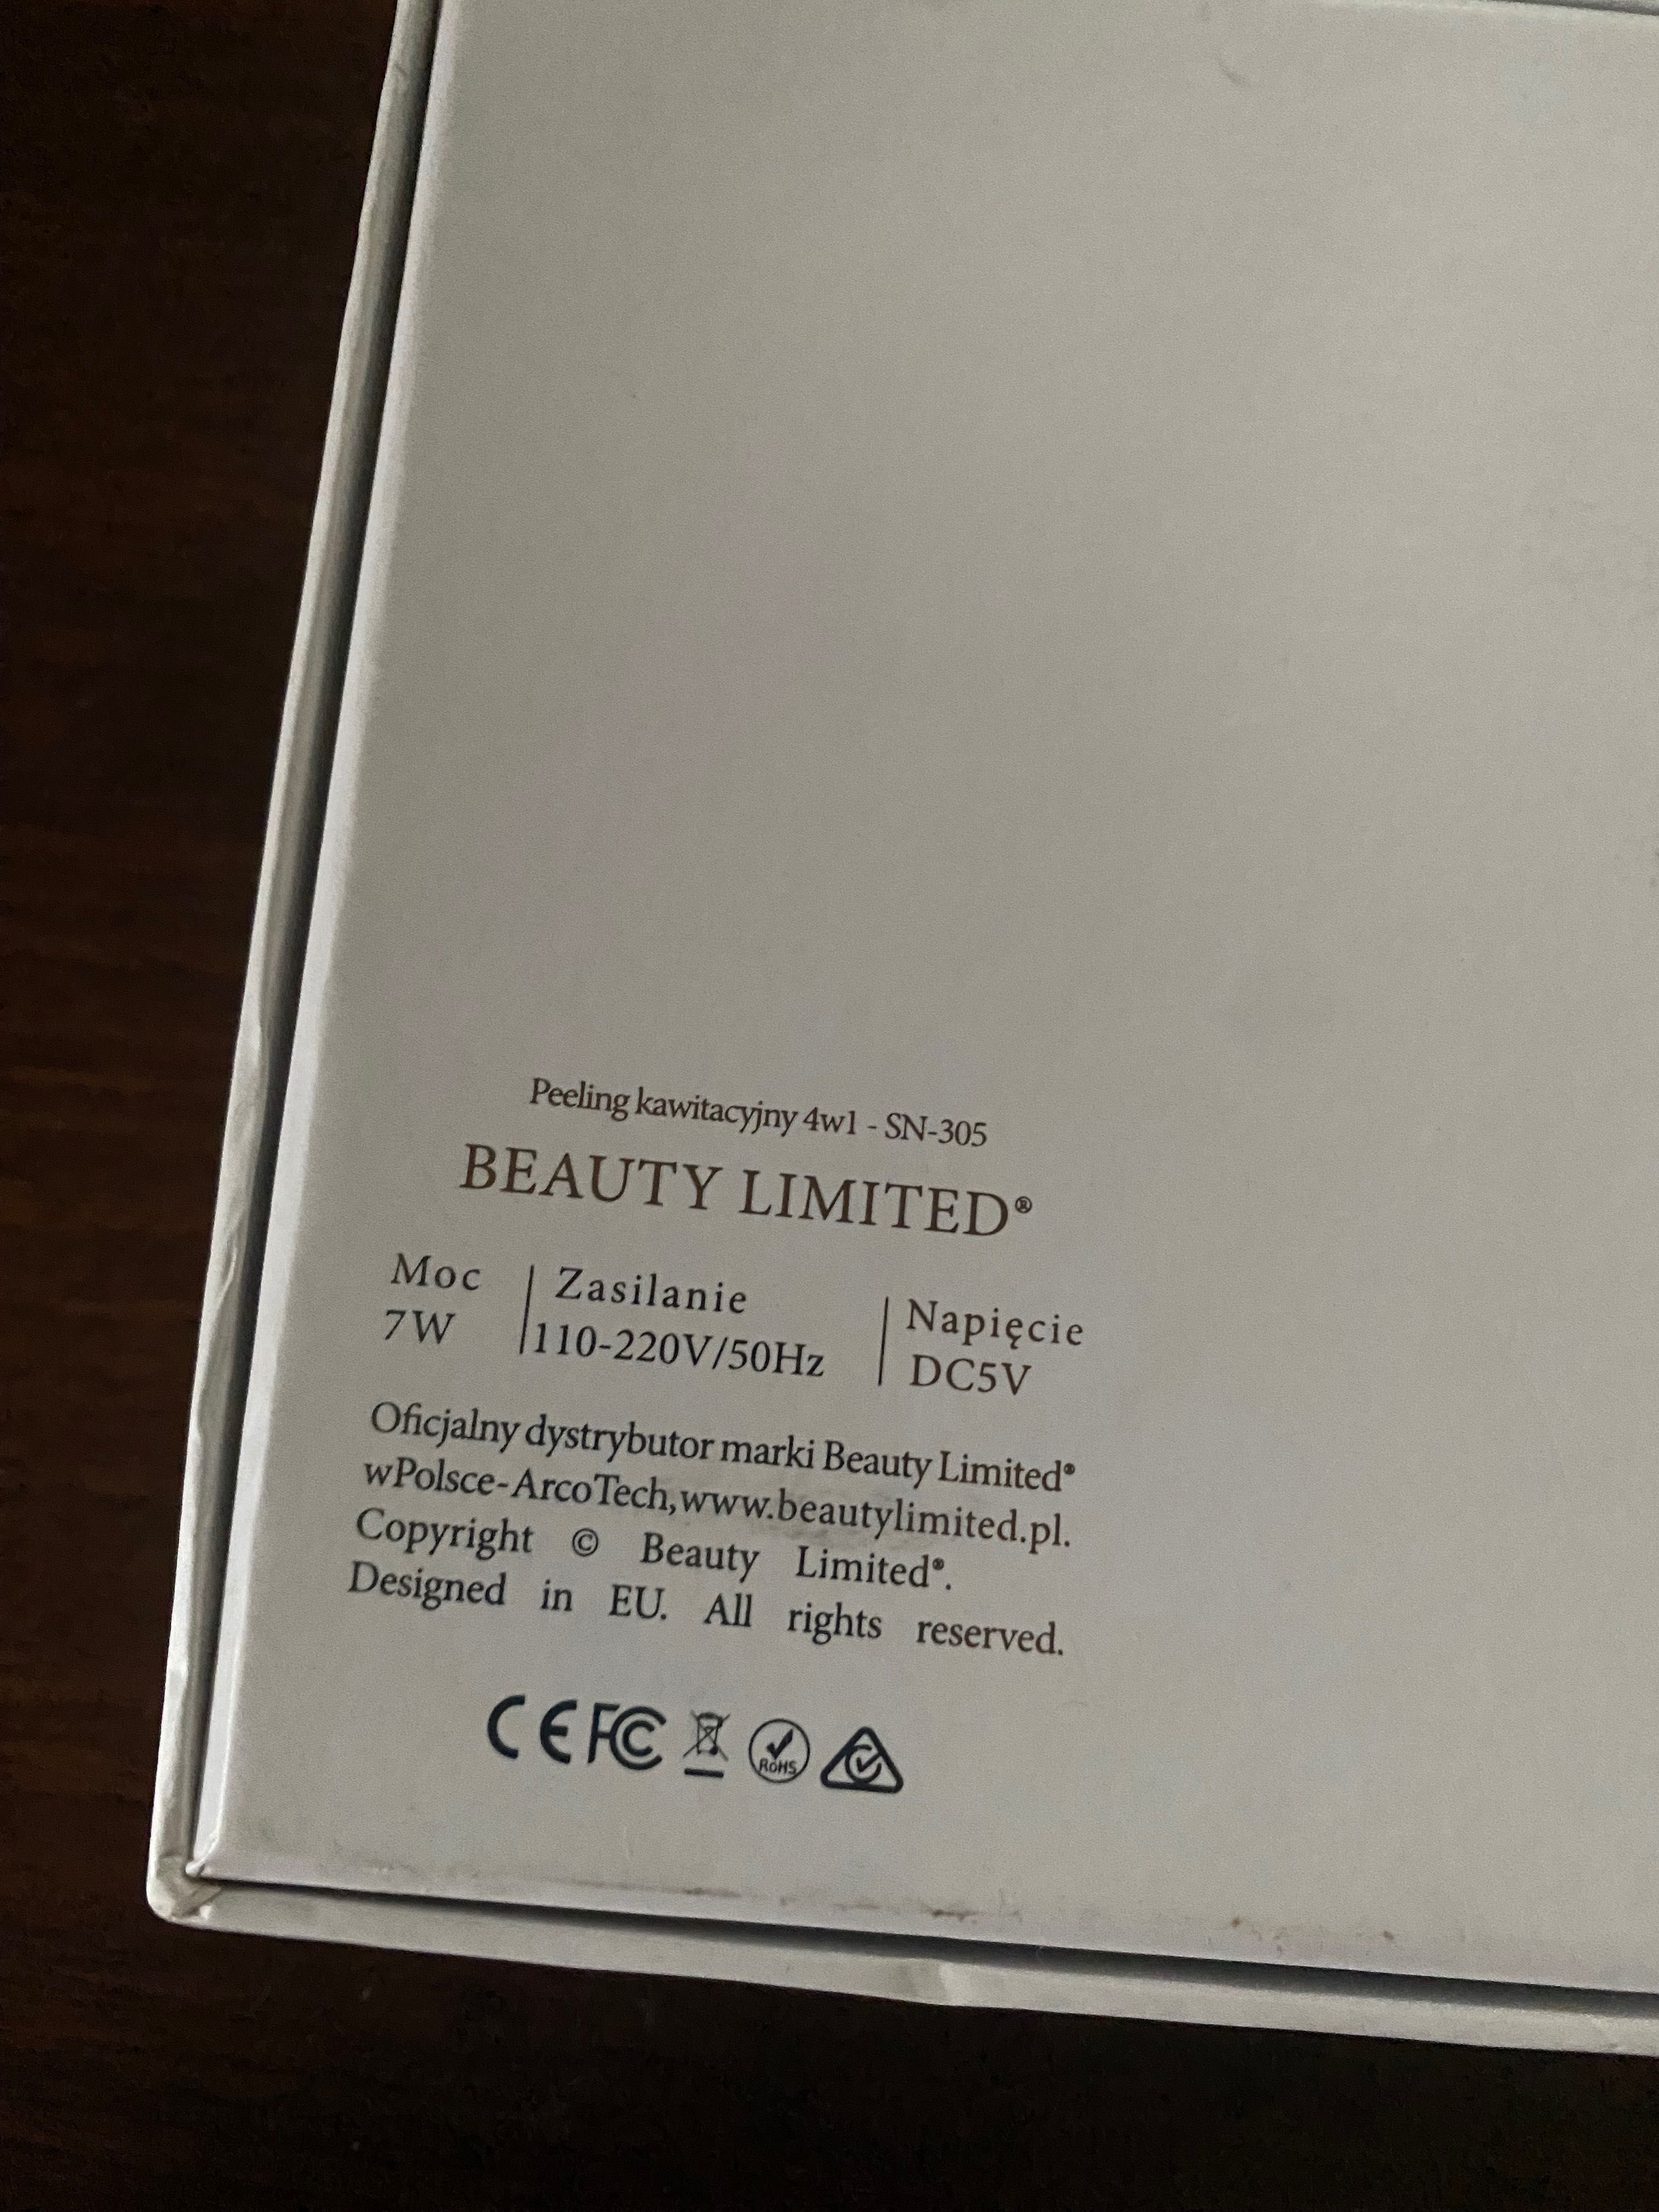 Peeling kawitacyjny 4w1 - SN-305
BEAUTY LIMITED®
Moc | Zasilanie | Napięcie
7W | 110-220V/50Hz | DC5V
Oficjalny dystrybutor marki Beauty Limited®
wPolsce-ArcoTech,www.beautylimited.pl.
Copyright © Beauty Limited®.
Designed in EU. All rights reserved.
CE FC RoHS